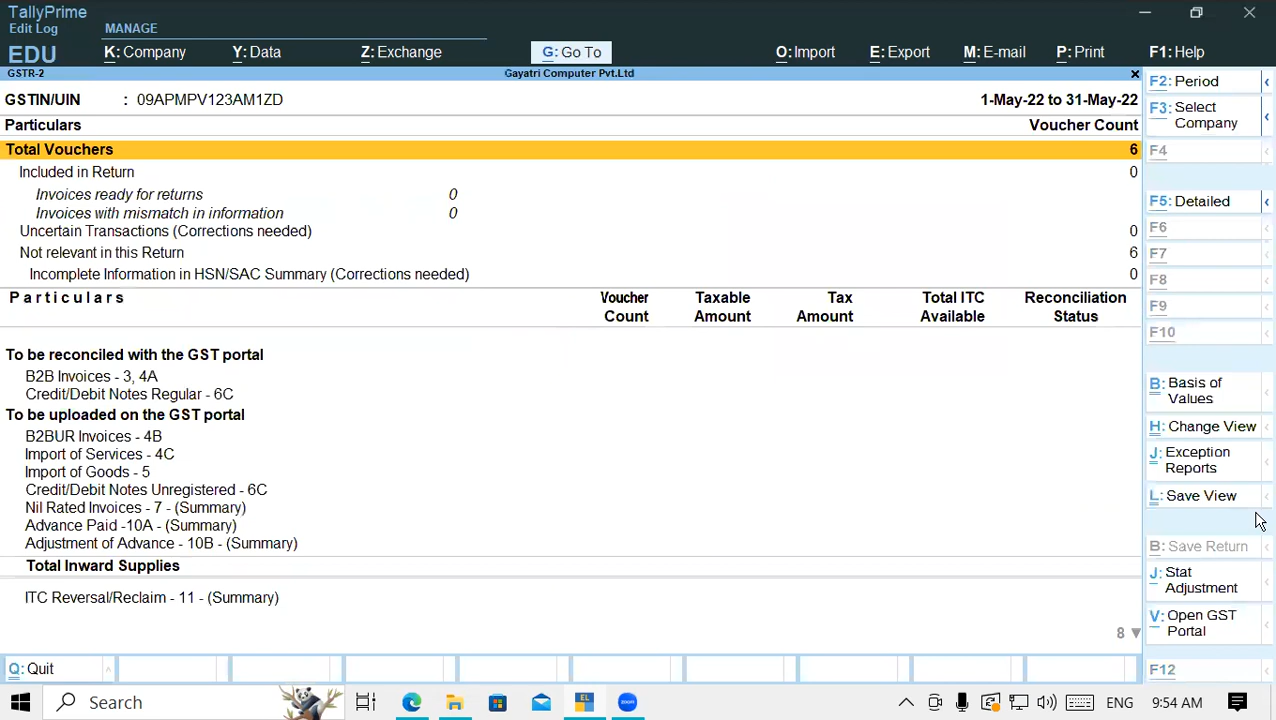 TallyPrime
Edit Log
MANAGE
EDU
K: Company
Y: Data
Z: Exchange
G: Go To
O: Import
E: Export
M: E-mail
P: Print
F1: Help
GSTR-2
Gayatri Computer Pvt.Ltd
×
GSTIN/UIN : 09APMPV123AM1ZD
1-May-22 to 31-May-22
Particulars
Voucher Count
Total Vouchers 6
Included in Return 0
Invoices ready for returns 0
Invoices with mismatch in information 0
Uncertain Transactions (Corrections needed) 0
Not relevant in this Return 6
Incomplete Information in HSN/SAC Summary (Corrections needed) 0
Particulars
Voucher Count
Taxable Amount
Tax Amount
Total ITC Available
Reconciliation Status
To be reconciled with the GST portal
B2B Invoices - 3, 4A
Credit/Debit Notes Regular - 6C
To be uploaded on the GST portal
B2BUR Invoices - 4B
Import of Services - 4C
Import of Goods - 5
Credit/Debit Notes Unregistered - 6C
Nil Rated Invoices - 7 - (Summary)
Advance Paid -10A - (Summary)
Adjustment of Advance - 10B - (Summary)
Total Inward Supplies
ITC Reversal/Reclaim - 11 - (Summary)
8 ▼
F2: Period
F3: Select
Company
F4
F5: Detailed
F6
F7
F8
F9
F10
B: Basis of
Values
H: Change View
J: Exception
Reports
L: Save View
B: Save Return
J: Stat
Adjustment
V: Open GST
Portal
F12
Q: Quit
Search
ENG
9:54 AM